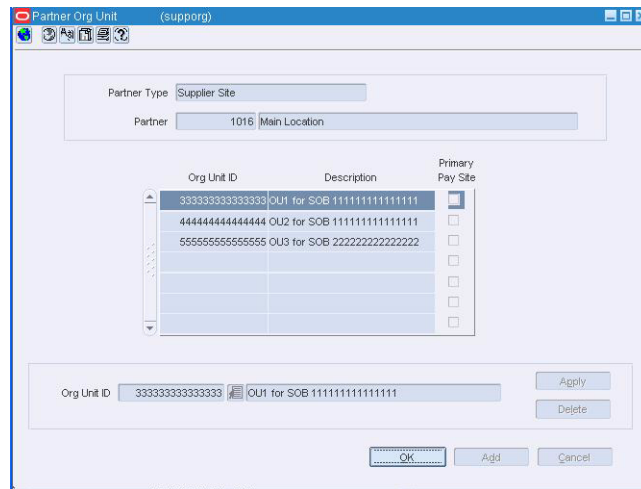 Partner Org Unit (supporg)
Partner Type Supplier Site
Partner 1016 Main Location
Org Unit ID Description Primary Pay Site
333333333333333 OU1 for SOB 111111111111111
444444444444444 OU2 for SOB 111111111111111
555555555555555 OU3 for SOB 222222222222222
Org Unit ID 333333333333333 OU1 for SOB 111111111111111
Apply
Delete
OK Add Cancel